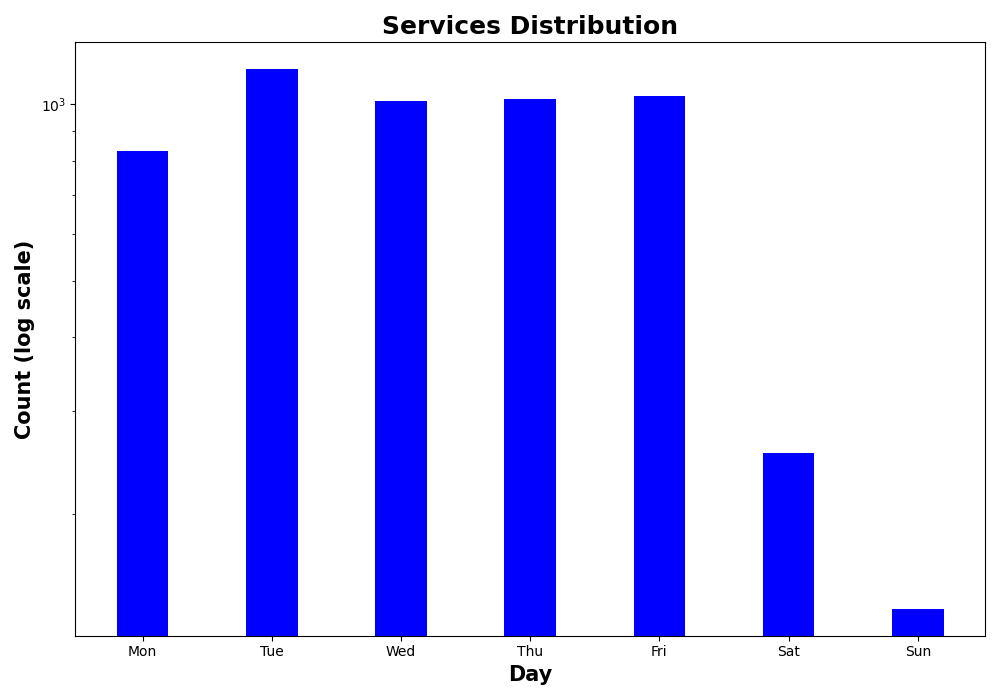 Services Distribution
10³
Count (log scale)
Mon Tue Wed Thu Fri Sat Sun
Day